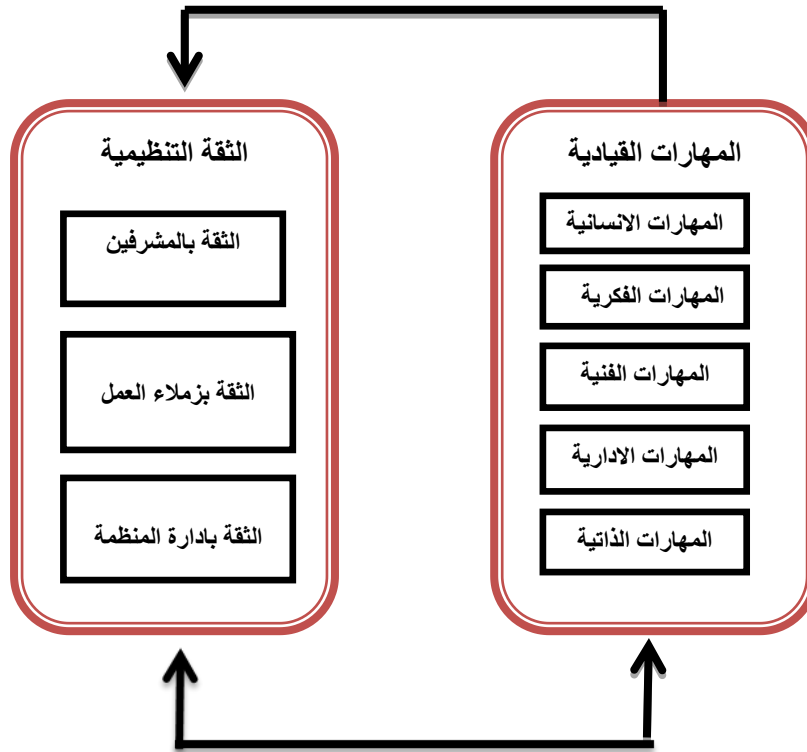 المهارات القيادية
المهارات الانسانية
المهارات الفكرية
المهارات الفنية
المهارات الادارية
المهارات الذاتية
الثقة التنظيمية
الثقة بالمشرفين
الثقة بزملاء العمل
الثقة بادارة المنظمة